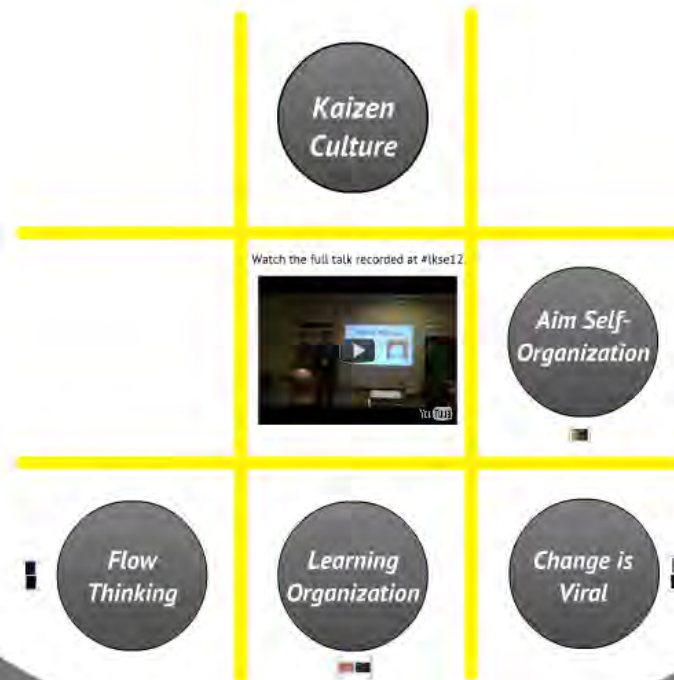 Kaizen
Culture
Watch the full talk recorded at #lkse12
YouTube
Aim Self-
Organization
Flow
Thinking
Learning
Organization
Change is
Viral